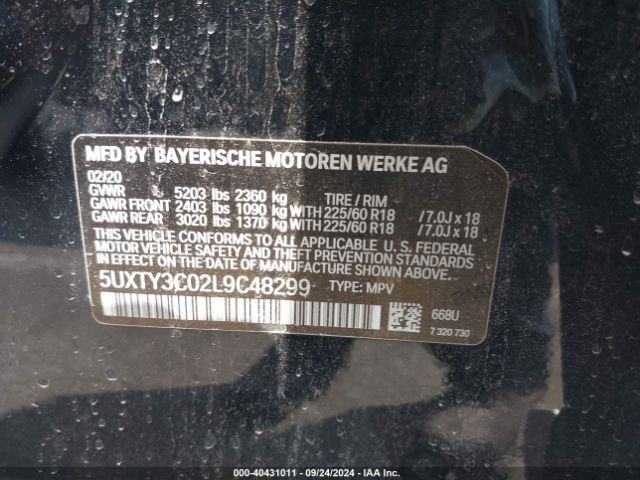 MFD BY BAYERISCHE MOTOREN WERKE AG
02/20
GVWR 5203 lbs 2360 kg TIRE / RIM
GAWR FRONT 2403 lbs 1090 kg WITH 225/60 R18 /7.0J x 18
GAWR REAR 3020 lbs 1370 kg WITH 225/60 R18 /7.0J x 18
THIS VEHICLE CONFORMS TO ALL APPLICABLE U. S. FEDERAL
MOTOR VEHICLE SAFETY AND THEFT PREVENTION STANDARDS
IN EFFECT ON THE DATE OF MANUFACTURE SHOWN ABOVE.
5UXTY3C02L9C48299 TYPE: MPV
668U
7 320 730
000-40431011 - 09/24/2024 - IAA Inc.